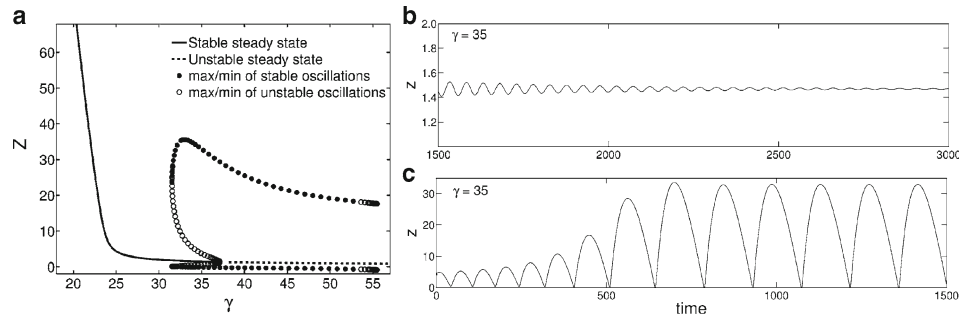 a
Z
60
50
40
30
20
10
0
Stable steady state
Unstable steady state
max/min of stable oscillations
max/min of unstable oscillations
20 25 30 35 40 45 50 55
γ
b
γ = 35
z
2.0
1.8
1.6
1.4
1.2
1.0
1500 2000 2500 3000
c
γ = 35
z
30
20
10
0
0 500 1000 1500
time